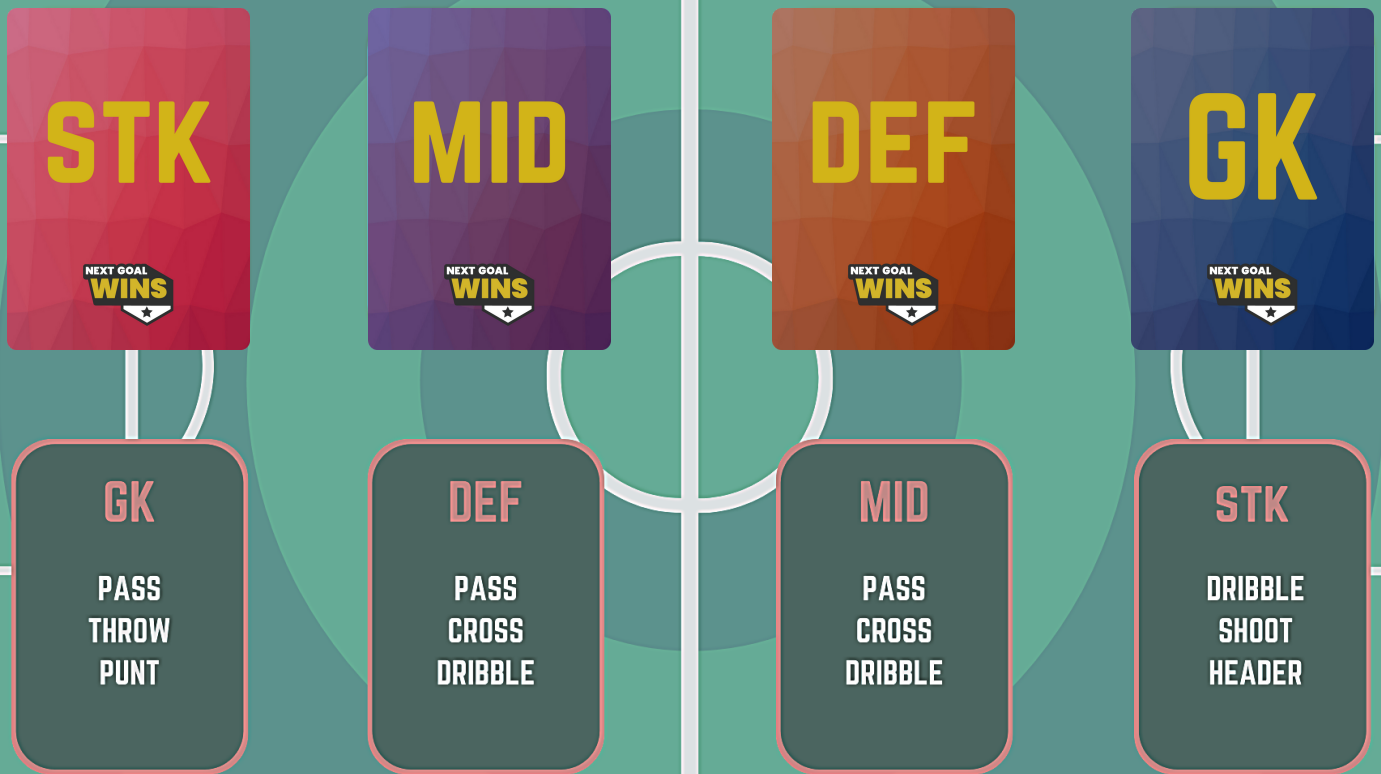 STK
NEXT GOAL
WINS
MID
NEXT GOAL
WINS
DEF
NEXT GOAL
WINS
GK
NEXT GOAL
WINS
GK
PASS
THROW
PUNT
DEF
PASS
CROSS
DRIBBLE
MID
PASS
CROSS
DRIBBLE
STK
DRIBBLE
SHOOT
HEADER